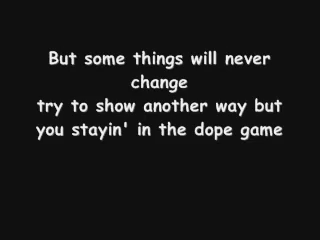 But some things will never
change
try to show another way but
you stayin' in the dope game